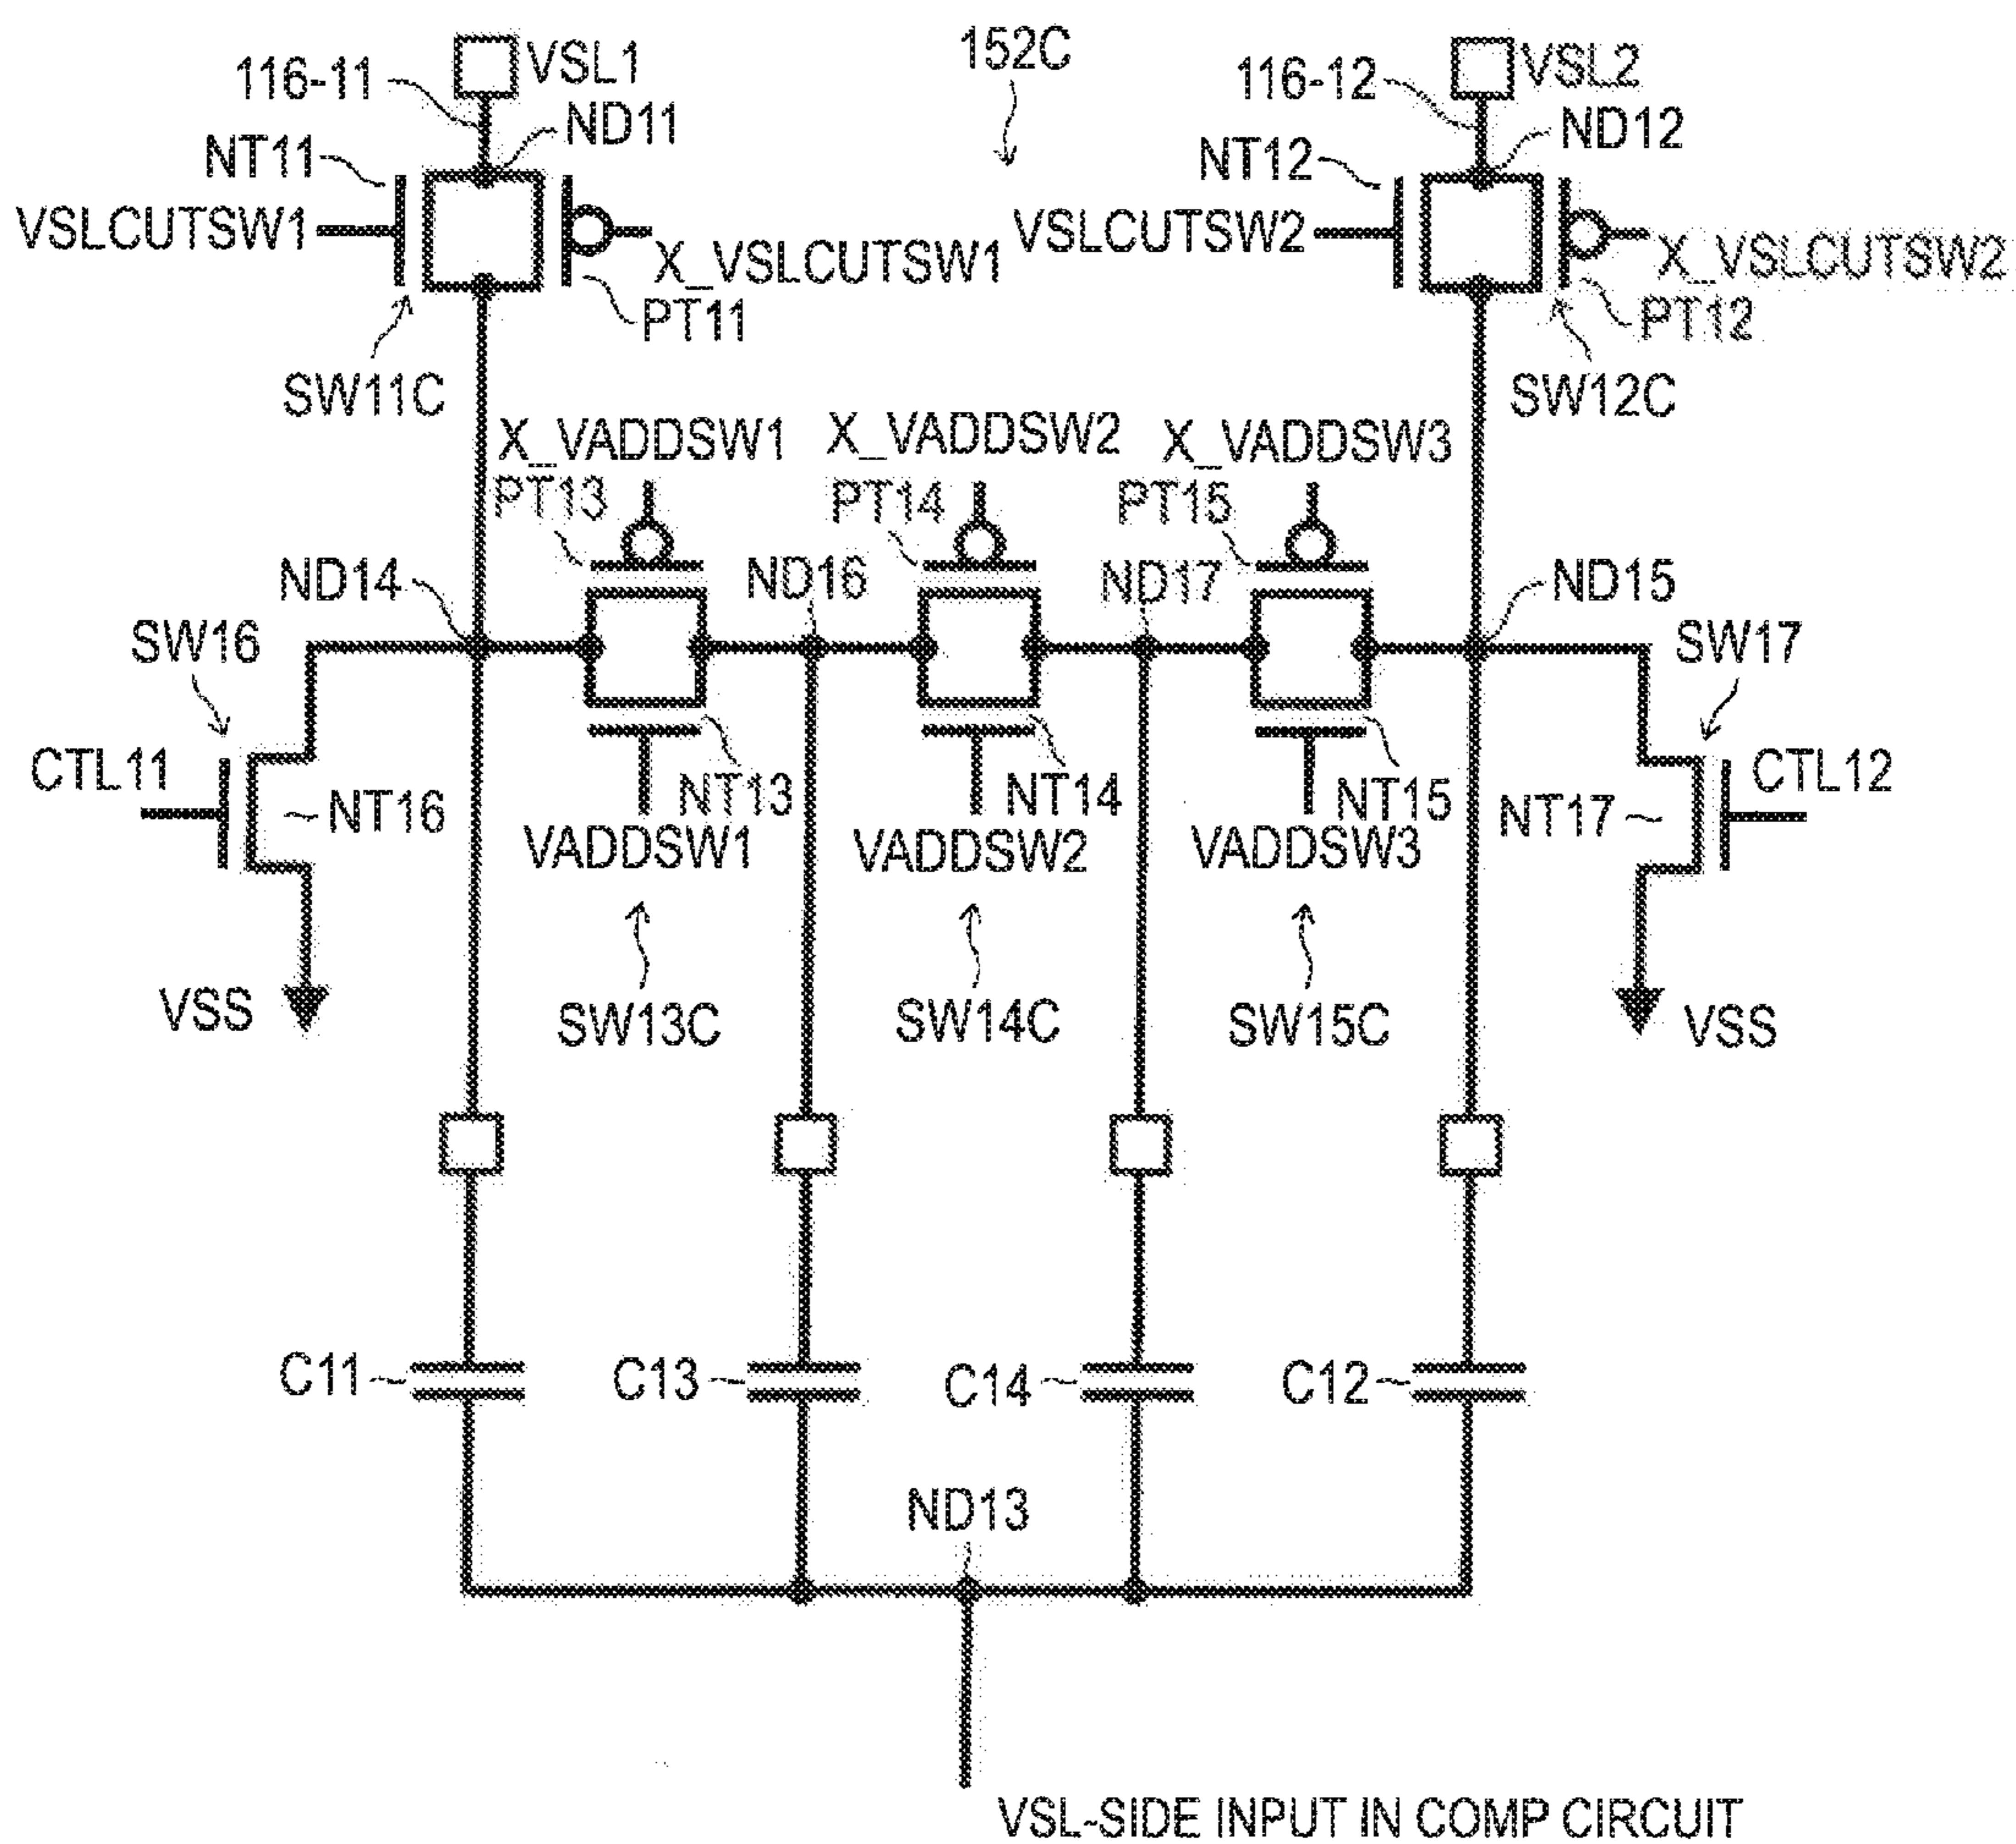 152C
VSL1
VSL2
116-11
116-12
ND11
ND12
NT11
NT12
VSLCUTSW1
X_VSLCUTSW1
VSLCUTSW2
X_VSLCUTSW2
PT11
PT12
SW11C
SW12C
X_VADDSW1
X_VADDSW2
X_VADDSW3
PT13
PT14
PT15
ND14
ND16
ND17
ND15
SW16
SW17
CTL11
NT16
NT13
NT14
NT15
NT17
CTL12
VADDSW1
VADDSW2
VADDSW3
VSS
SW13C
SW14C
SW15C
VSS
C11
C13
C14
C12
ND13
VSL-SIDE INPUT IN COMP CIRCUIT